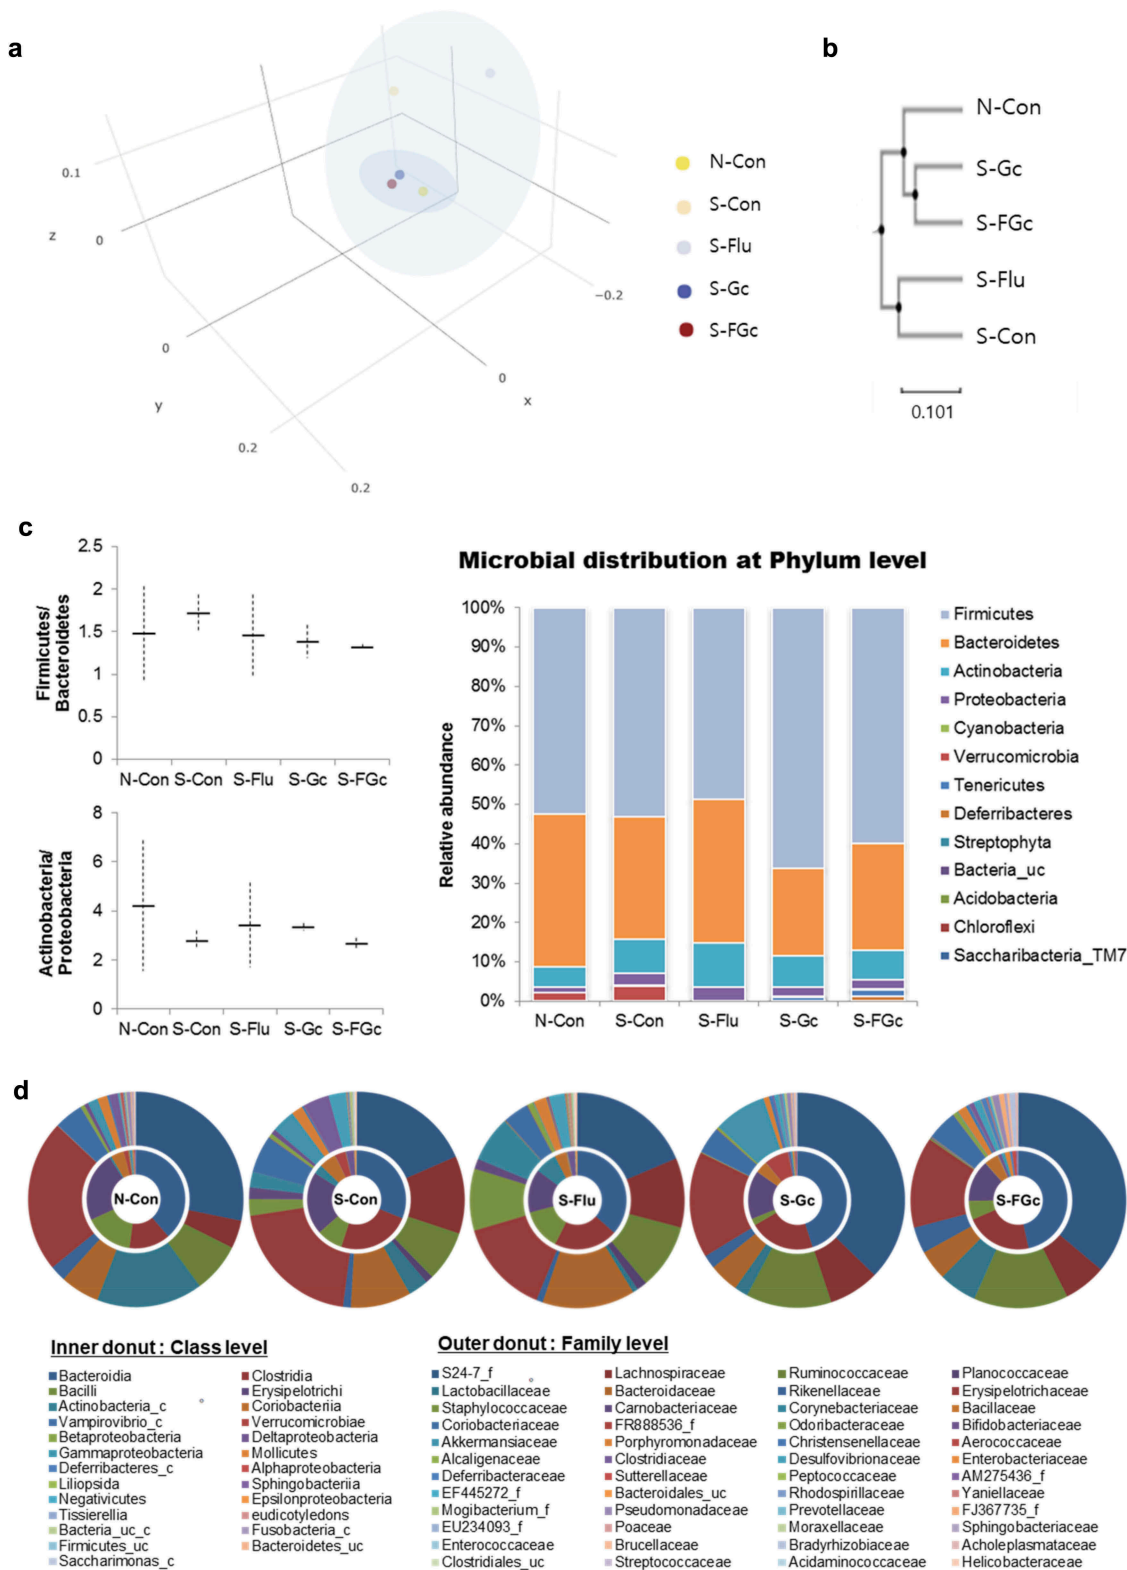 a
b
0.1
z
0
0
y
0.2
0.2
0
x
−0.2
N-Con
S-Con
S-Flu
S-Gc
S-FGc
N-Con
S-Gc
S-FGc
S-Flu
S-Con
0.101
c
Firmicutes/
Bacteroidetes
2.5
2
1.5
1
0.5
0
N-Con S-Con S-Flu S-Gc S-FGc
Actinobacteria/
Proteobacteria
8
6
4
2
0
N-Con S-Con S-Flu S-Gc S-FGc
Microbial distribution at Phylum level
Relative abundance
100%
90%
80%
70%
60%
50%
40%
30%
20%
10%
0%
N-Con S-Con S-Flu S-Gc S-FGc
Firmicutes
Bacteroidetes
Actinobacteria
Proteobacteria
Cyanobacteria
Verrucomicrobia
Tenericutes
Deferribacteres
Streptophyta
Bacteria_uc
Acidobacteria
Chloroflexi
Saccharibacteria_TM7
d
N-Con
S-Con
S-Flu
S-Gc
S-FGc
Inner donut : Class level
Bacteroidia Clostridia
Bacilli Erysipelotrichi
Actinobacteria_c Coriobacteriia
Vampirovibrio_c Verrucomicrobiae
Betaproteobacteria Deltaproteobacteria
Gammaproteobacteria Mollicutes
Deferribacteres_c Alphaproteobacteria
Liliopsida Sphingobacteriia
Negativicutes Epsilonproteobacteria
Tissierellia eudicotyledons
Bacteria_uc_c Fusobacteria_c
Firmicutes_uc Bacteroidetes_uc
Saccharimonas_c
Outer donut : Family level
S24-7_f Lachnospiraceae Ruminococcaceae Planococcaceae
Lactobacillaceae Bacteroidaceae Rikenellaceae Erysipelotrichaceae
Staphylococcaceae Carnobacteriaceae Corynebacteriaceae Bacillaceae
Coriobacteriaceae FR888536_f Odoribacteraceae Bifidobacteriaceae
Akkermansiaceae Porphyromonadaceae Christensenellaceae Aerococcaceae
Alcaligenaceae Clostridiaceae Desulfovibrionaceae Enterobacteriaceae
Deferribacteraceae Sutterellaceae Peptococcaceae AM275436_f
EF445272_f Bacteroidales_uc Rhodospirillaceae Yaniellaceae
Mogibacterium_f Pseudomonadaceae Prevotellaceae FJ367735_f
EU234093_f Poaceae Moraxellaceae Sphingobacteriaceae
Enterococcaceae Brucellaceae Bradyrhizobiaceae Acholeplasmataceae
Clostridiales_uc Streptococcaceae Acidaminococcaceae Helicobacteraceae